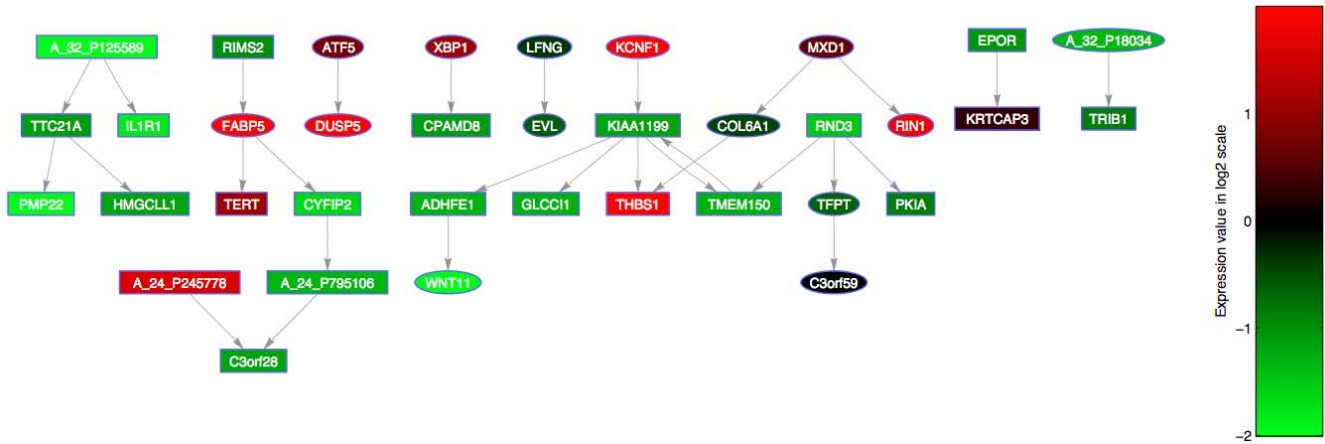 A_32_P125589
RIMS2
ATF5
XBP1
LFNG
KCNF1
MXD1
EPOR
A_32_P18034
TTC21A
IL1R1
FABP5
DUSP5
CPAMD8
EVL
KIAA1199
COL6A1
RND3
RIN1
KRTCAP3
TRIB1
PMP22
HMGCLL1
TERT
CYFIP2
ADHFE1
GLCCI1
THBS1
TMEM150
TFPT
PKIA
A_24_P245778
A_24_P795106
WNT11
C3orf59
C3orf28
Expression value in log2 scale
1
0
−1
−2